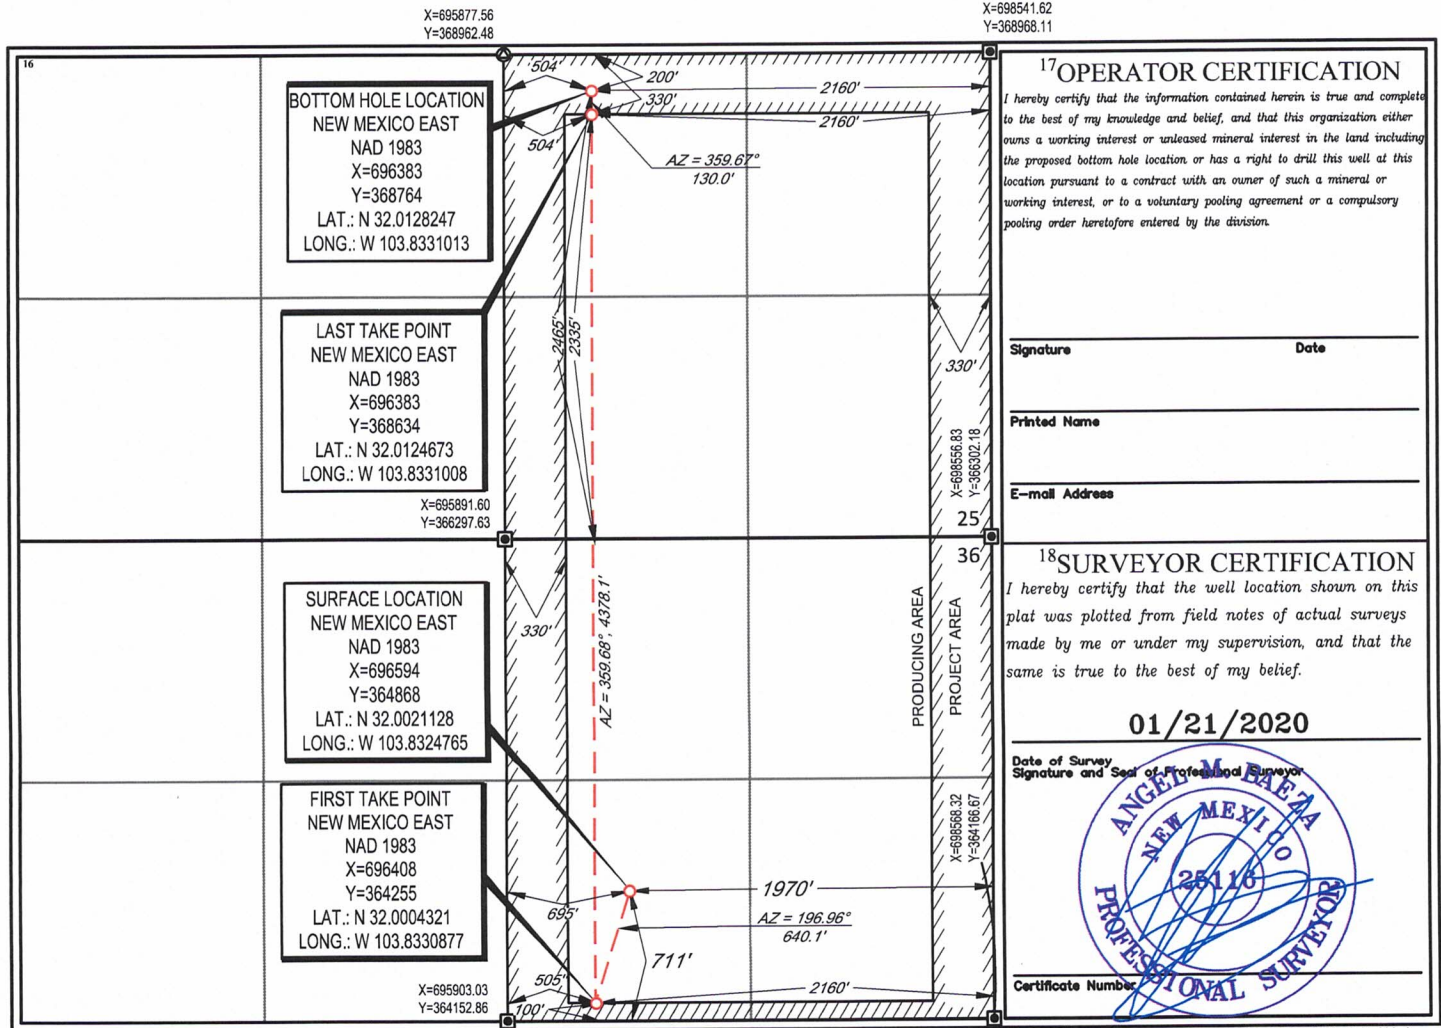 X=695877.56
Y=368962.48
X=698541.62
Y=368968.11
16
504'
200'
330'
2160'
2160'
504'
AZ = 359.67°
130.0'
BOTTOM HOLE LOCATION
NEW MEXICO EAST
NAD 1983
X=696383
Y=368764
LAT.: N 32.0128247
LONG.: W 103.8331013
LAST TAKE POINT
NEW MEXICO EAST
NAD 1983
X=696383
Y=368634
LAT.: N 32.0124673
LONG.: W 103.8331008
2465'
2335'
330'
X=698556.83
Y=366302.18
X=695891.60
Y=366297.63
25
36
SURFACE LOCATION
NEW MEXICO EAST
NAD 1983
X=696594
Y=364868
LAT.: N 32.0021128
LONG.: W 103.8324765
330'
AZ = 359.68°, 4378.1'
PRODUCING AREA
PROJECT AREA
FIRST TAKE POINT
NEW MEXICO EAST
NAD 1983
X=696408
Y=364255
LAT.: N 32.0004321
LONG.: W 103.8330877
X=698568.32
Y=364166.67
695'
1970'
AZ = 196.96°
640.1'
711'
505'
2160'
100'
X=695903.03
Y=364152.86
17OPERATOR CERTIFICATION
I hereby certify that the information contained herein is true and complete
to the best of my knowledge and belief, and that this organization either
owns a working interest or unleased mineral interest in the land including
the proposed bottom hole location or has a right to drill this well at this
location pursuant to a contract with an owner of such a mineral or
working interest, or to a voluntary pooling agreement or a compulsory
pooling order heretofore entered by the division.
Signature Date
Printed Name
E-mail Address
18SURVEYOR CERTIFICATION
I hereby certify that the well location shown on this
plat was plotted from field notes of actual surveys
made by me or under my supervision, and that the
same is true to the best of my belief.
01/21/2020
Date of Survey
Signature and Seal of Professional Surveyor
ANGEL M. BAEZA
NEW MEXICO
25116
PROFESSIONAL SURVEYOR
Certificate Number